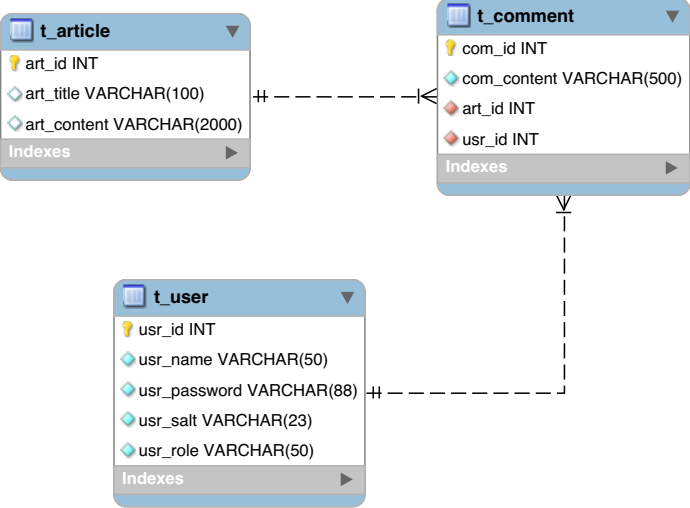 t_article
art_id INT
art_title VARCHAR(100)
art_content VARCHAR(2000)
Indexes
t_comment
com_id INT
com_content VARCHAR(500)
art_id INT
usr_id INT
Indexes
t_user
usr_id INT
usr_name VARCHAR(50)
usr_password VARCHAR(88)
usr_salt VARCHAR(23)
usr_role VARCHAR(50)
Indexes